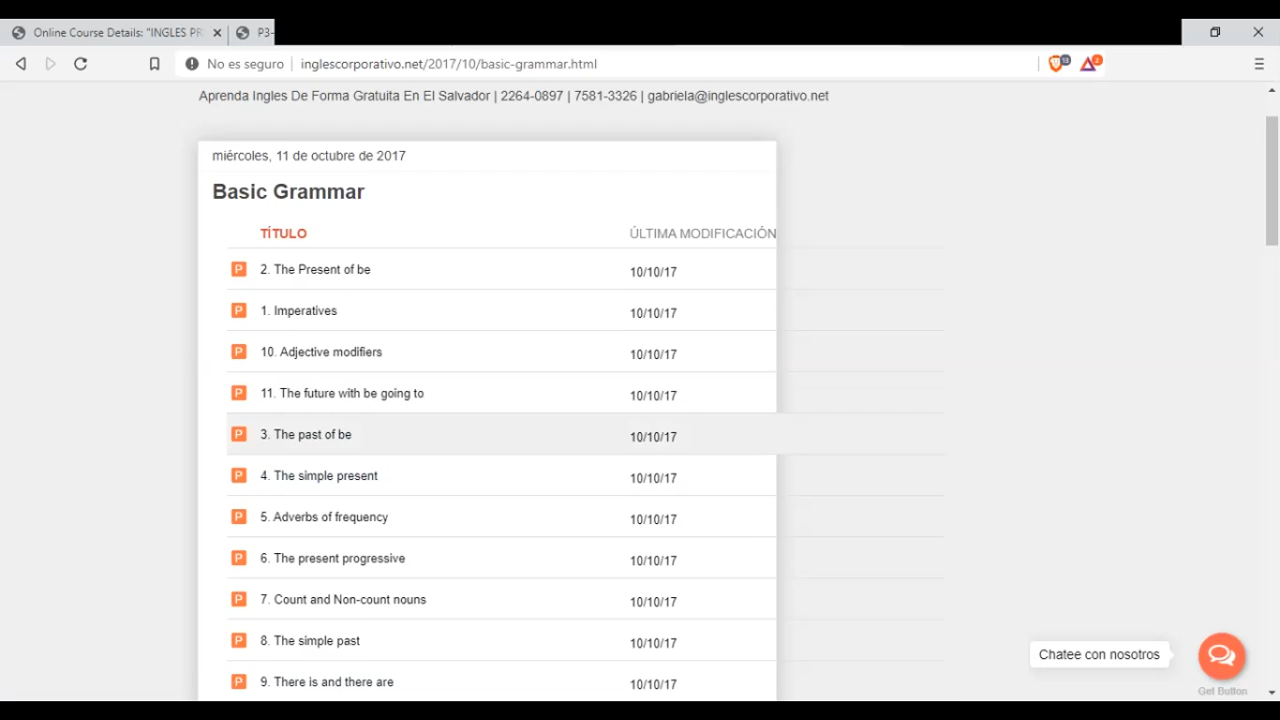 Online Course Details: "INGLES PR
P3-
No es seguro
inglescorporativo.net/2017/10/basic-grammar.html
13
2
Aprenda Ingles De Forma Gratuita En El Salvador | 2264-0897 | 7581-3326 | gabriela@inglescorporativo.net
miércoles, 11 de octubre de 2017
Basic Grammar
TÍTULO ÚLTIMA MODIFICACIÓN
P 2. The Present of be 10/10/17
P 1. Imperatives 10/10/17
P 10. Adjective modifiers 10/10/17
P 11. The future with be going to 10/10/17
P 3. The past of be 10/10/17
P 4. The simple present 10/10/17
P 5. Adverbs of frequency 10/10/17
P 6. The present progressive 10/10/17
P 7. Count and Non-count nouns 10/10/17
P 8. The simple past 10/10/17
P 9. There is and there are 10/10/17
Chatee con nosotros
Get Button